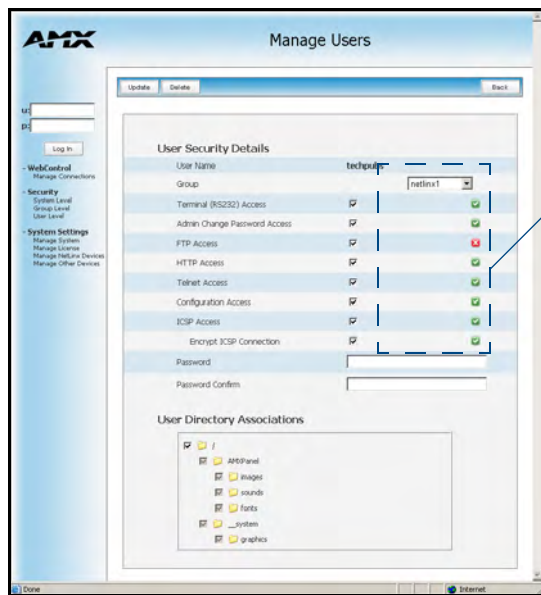 AMX
Manage Users
Update Delete Back
u:
p:
Log In
- WebControl
Manage Connections
- Security
System Level
Group Level
User Level
- System Settings
Manage System
Manage License
Manage NetLinx Devices
Manage Other Devices
User Security Details
User Name techpubs
Group netlinx1
Terminal (RS232) Access
Admin Change Password Access
FTP Access
HTTP Access
Telnet Access
Configuration Access
ICSP Access
Encrypt ICSP Connection
Password
Password Confirm
User Directory Associations
/
AMXPanel
images
sounds
fonts
__system
graphics
Done Internet